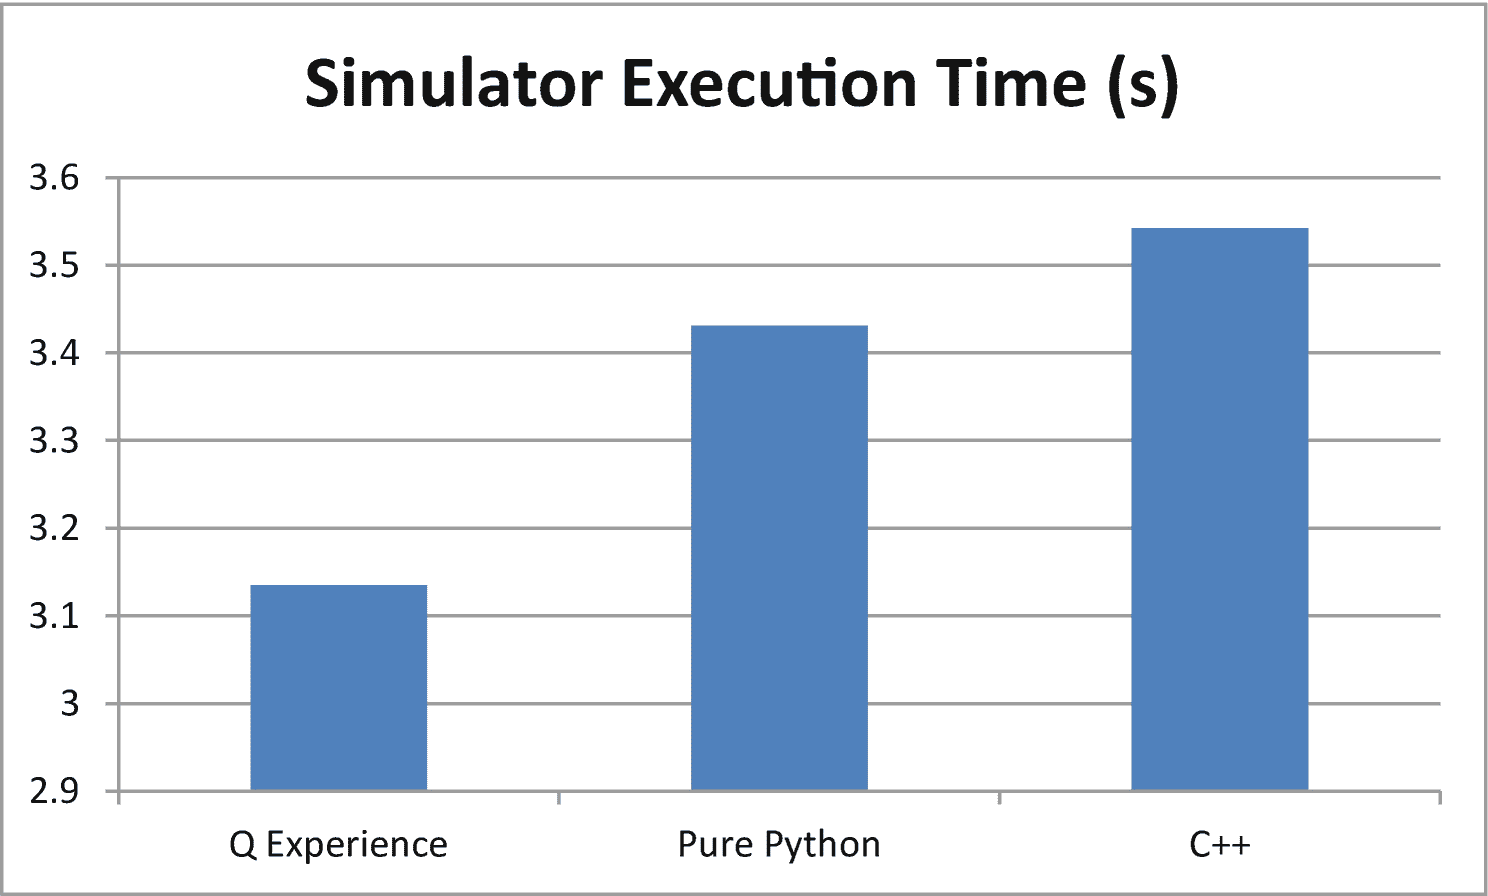 Simulator Execution Time (s)
3.6
3.5
3.4
3.3
3.2
3.1
3
2.9
Q Experience
Pure Python
C++